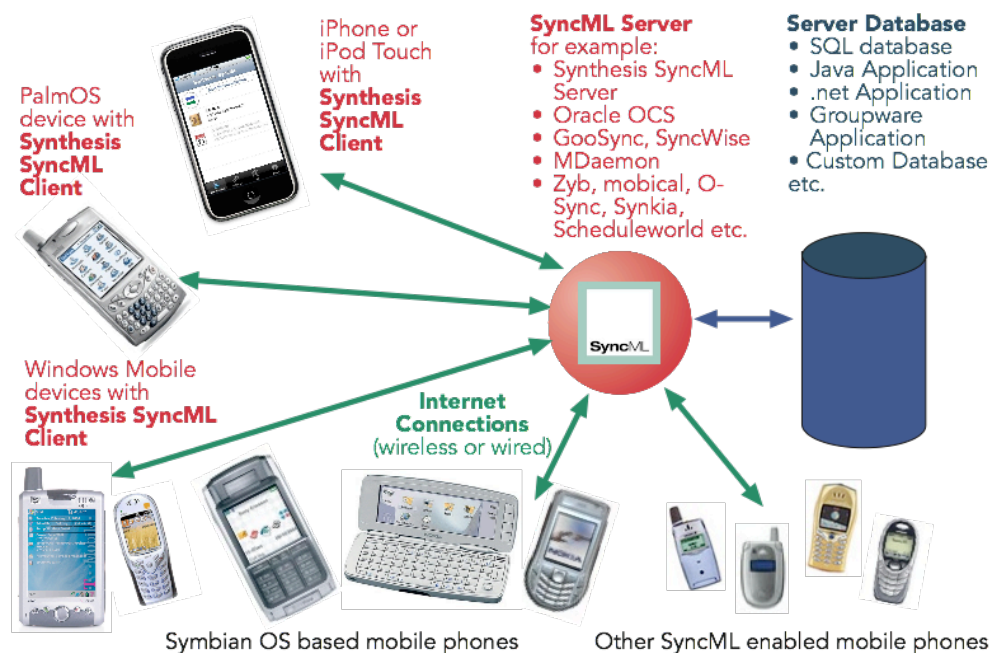 iPhone or
iPod Touch
with
Synthesis
SyncML
Client
SyncML Server
for example:
• Synthesis SyncML
Server
• Oracle OCS
• GooSync, SyncWise
• MDaemon
• Zyb, mobical, O-
Sync, Synkia,
Scheduleworld etc.
Server Database
• SQL database
• Java Application
• .net Application
• Groupware
Application
• Custom Database
etc.
PalmOS
device with
Synthesis
SyncML
Client
SyncML
Windows Mobile
devices with
Synthesis SyncML
Client
Internet
Connections
(wireless or wired)
NOKIA
Symbian OS based mobile phones
Other SyncML enabled mobile phones